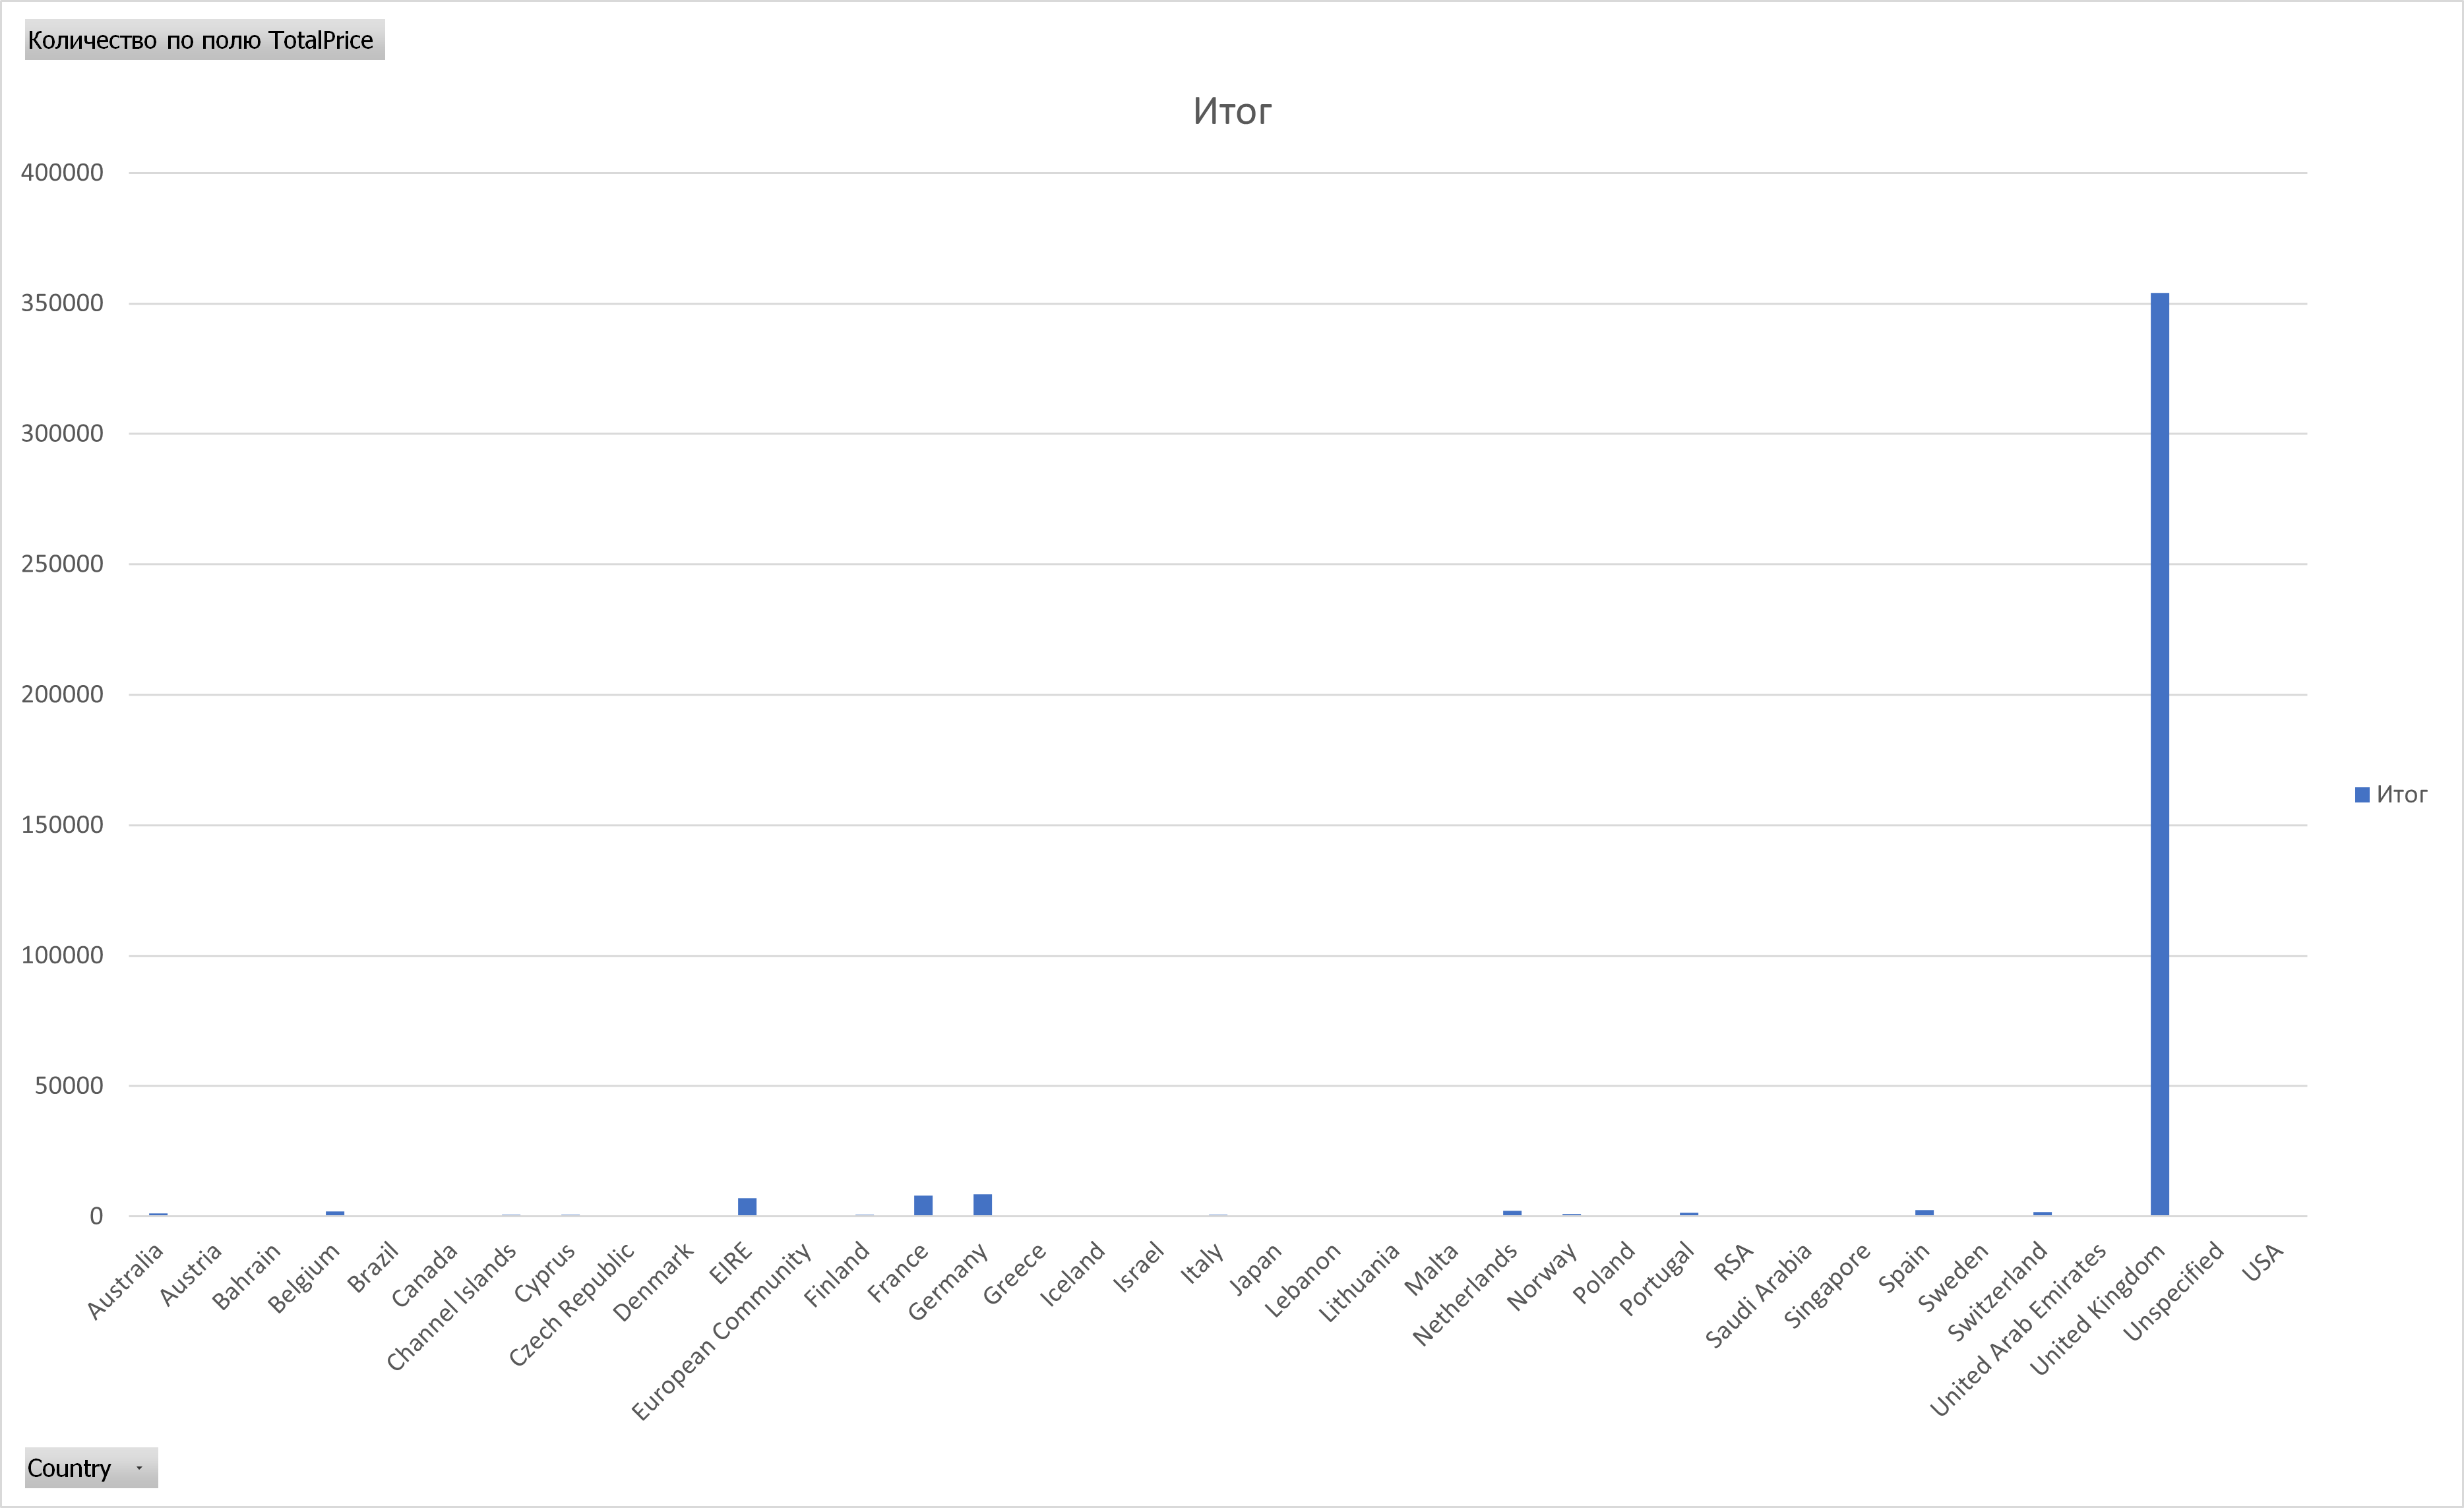 Количество по полю TotalPrice
Итог
400000
350000
300000
250000
200000
150000
100000
50000
0
Итог
Australia
Austria
Bahrain
Belgium
Brazil
Canada
Channel Islands
Cyprus
Czech Republic
Denmark
EIRE
European Community
Finland
France
Germany
Greece
Iceland
Israel
Italy
Japan
Lebanon
Lithuania
Malta
Netherlands
Norway
Poland
Portugal
RSA
Saudi Arabia
Singapore
Spain
Sweden
Switzerland
United Arab Emirates
United Kingdom
Unspecified
USA
Country